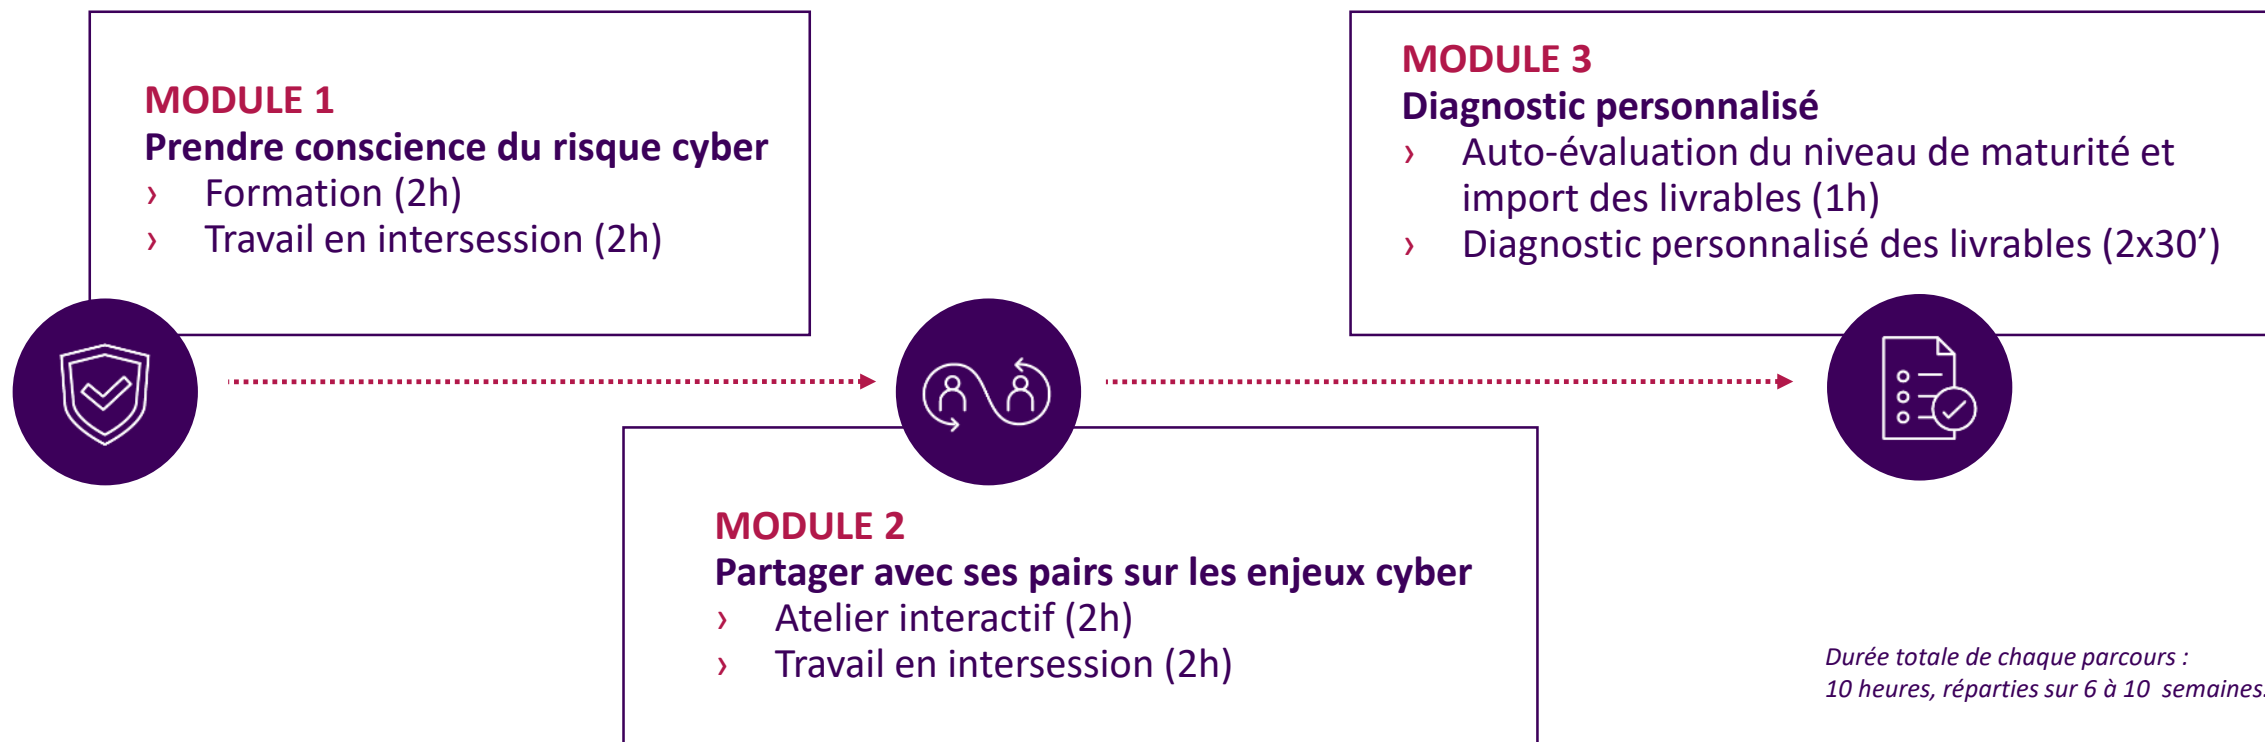 MODULE 1
Prendre conscience du risque cyber
› Formation (2h)
› Travail en intersession (2h)
MODULE 2
Partager avec ses pairs sur les enjeux cyber
› Atelier interactif (2h)
› Travail en intersession (2h)
MODULE 3
Diagnostic personnalisé
› Auto-évaluation du niveau de maturité et
import des livrables (1h)
› Diagnostic personnalisé des livrables (2x30’)
Durée totale de chaque parcours :
10 heures, réparties sur 6 à 10 semaines.